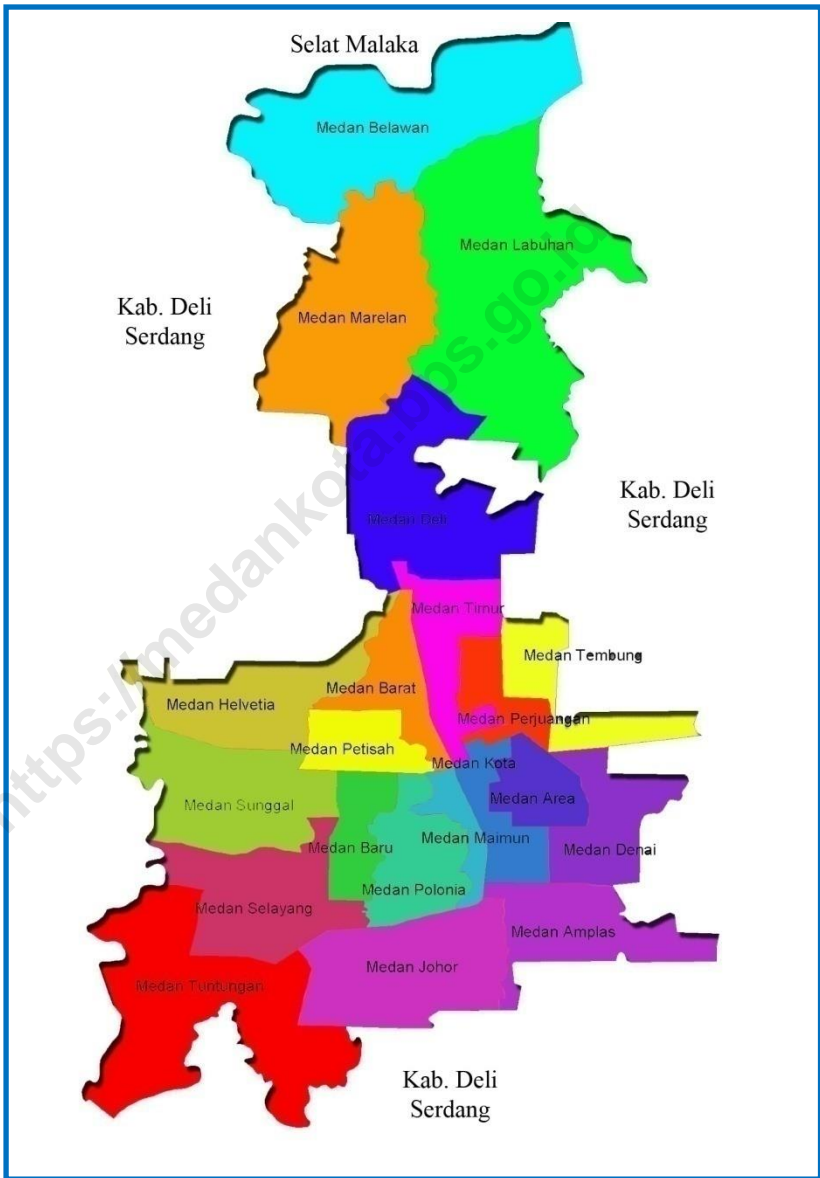 Selat Malaka
Medan Belawan
Medan Labuhan
Kab. Deli
Serdang
Medan Marelan
Kab. Deli
Serdang
Medan Deli
Medan Timur
Medan Tembung
Medan Barat
Medan Helvetia
Medan Perjuangan
Medan Petisah
Medan Kota
Medan Sunggal
Medan Area
Medan Maimun
Medan Baru
Medan Denai
Medan Polonia
Medan Selayang
Medan Amplas
Medan Johor
Medan Tuntungan
Kab. Deli
Serdang
https://medankota.bps.go.id